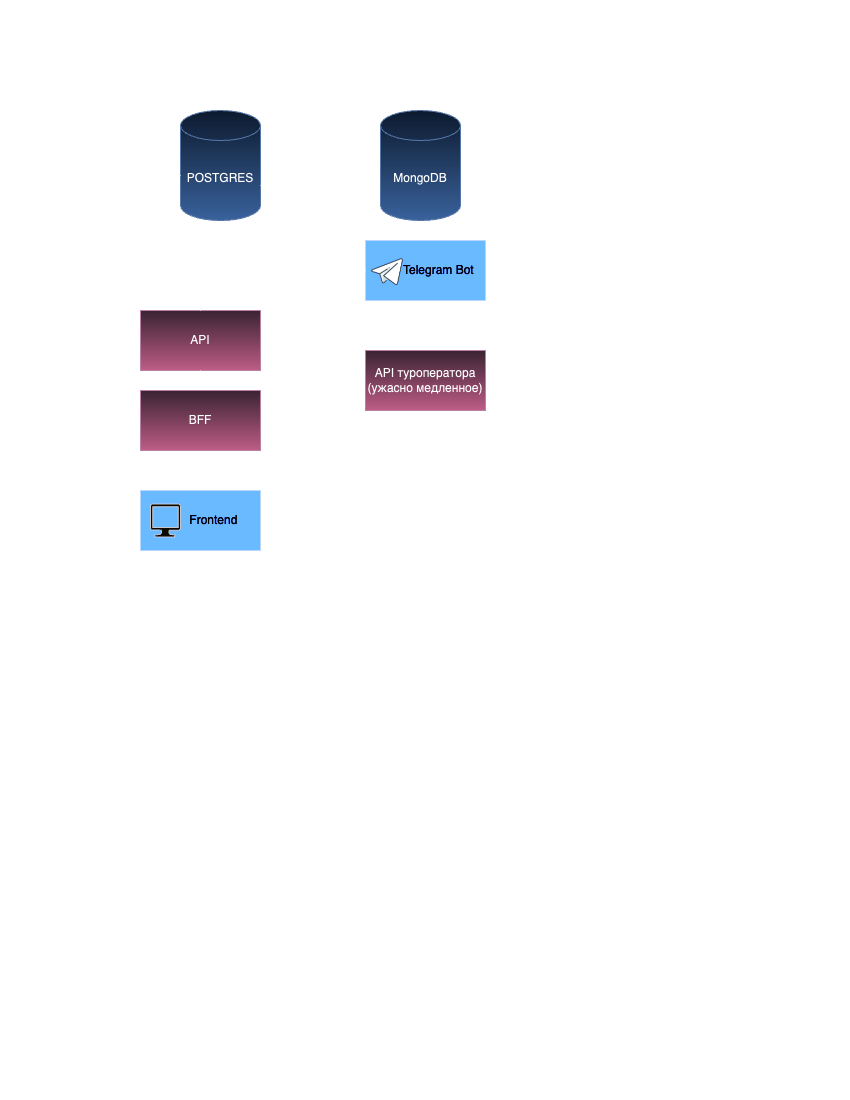 POSTGRES
MongoDB
Telegram Bot
API
API туроператора
(ужасно медленное)
BFF
Frontend